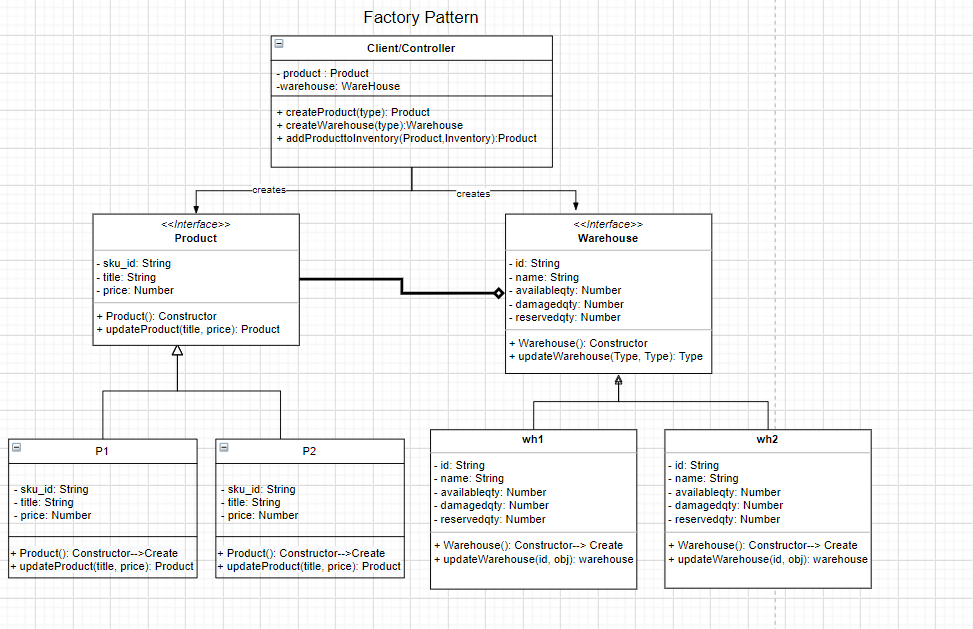 Factory Pattern
Client/Controller
- product : Product
-warehouse: WareHouse
+ createProduct(type): Product
+ createWarehouse(type):Warehouse
+ addProducttoInventory(Product,Inventory):Product
creates
creates
<<Interface>>
Product
- sku_id: String
- title: String
- price: Number
+ Product(): Constructor
+ updateProduct(title, price): Product
<<Interface>>
Warehouse
- id: String
- name: String
- availableqty: Number
- damagedqty: Number
- reservedqty: Number
+ Warehouse(): Constructor
+ updateWarehouse(Type, Type): Type
P1
- sku_id: String
- title: String
- price: Number
+ Product(): Constructor-->Create
+ updateProduct(title, price): Product
P2
- sku_id: String
- title: String
- price: Number
+ Product(): Constructor-->Create
+ updateProduct(title, price): Product
wh1
- id: String
- name: String
- availableqty: Number
- damagedqty: Number
- reservedqty: Number
+ Warehouse(): Constructor--> Create
+ updateWarehouse(id, obj): warehouse
wh2
- id: String
- name: String
- availableqty: Number
- damagedqty: Number
- reservedqty: Number
+ Warehouse(): Constructor--> Create
+ updateWarehouse(id, obj): warehouse